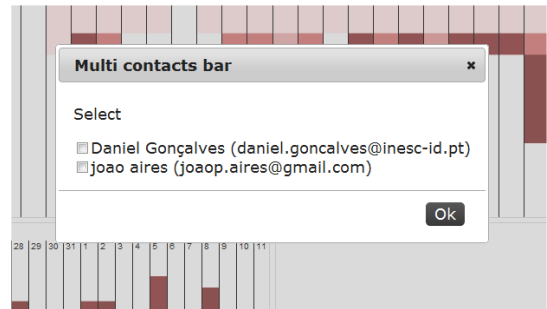 Multi contacts bar ×
Select
Daniel Gonçalves (daniel.goncalves@inesc-id.pt)
joao aires (joaop.aires@gmail.com)
Ok
28 29 30 31 1 2 3 4 5 6 7 8 9 10 11